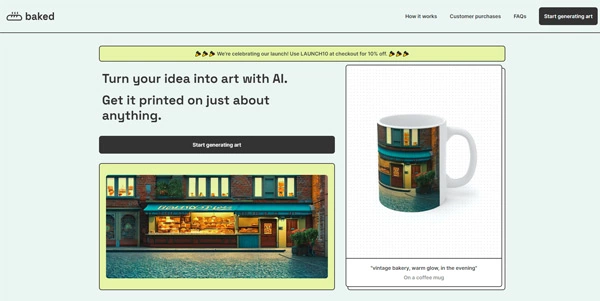 baked
How it works
Customer purchases
FAQs
Start generating art
We're celebrating our launch! Use LAUNCH10 at checkout for 10% off.
Turn your idea into art with AI.
Get it printed on just about
anything.
Start generating art
"vintage bakery, warm glow, in the evening"
On a coffee mug